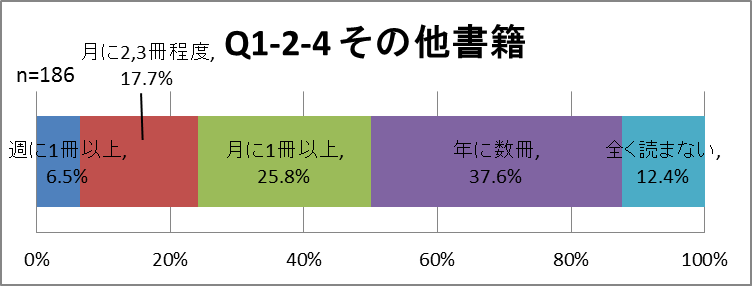 Q1-2-4 その他書籍
n=186
月に2,3冊程度,
17.7%
週に1冊以上,
6.5%
月に1冊以上,
25.8%
年に数冊,
37.6%
全く読まない,
12.4%
0%
20%
40%
60%
80%
100%